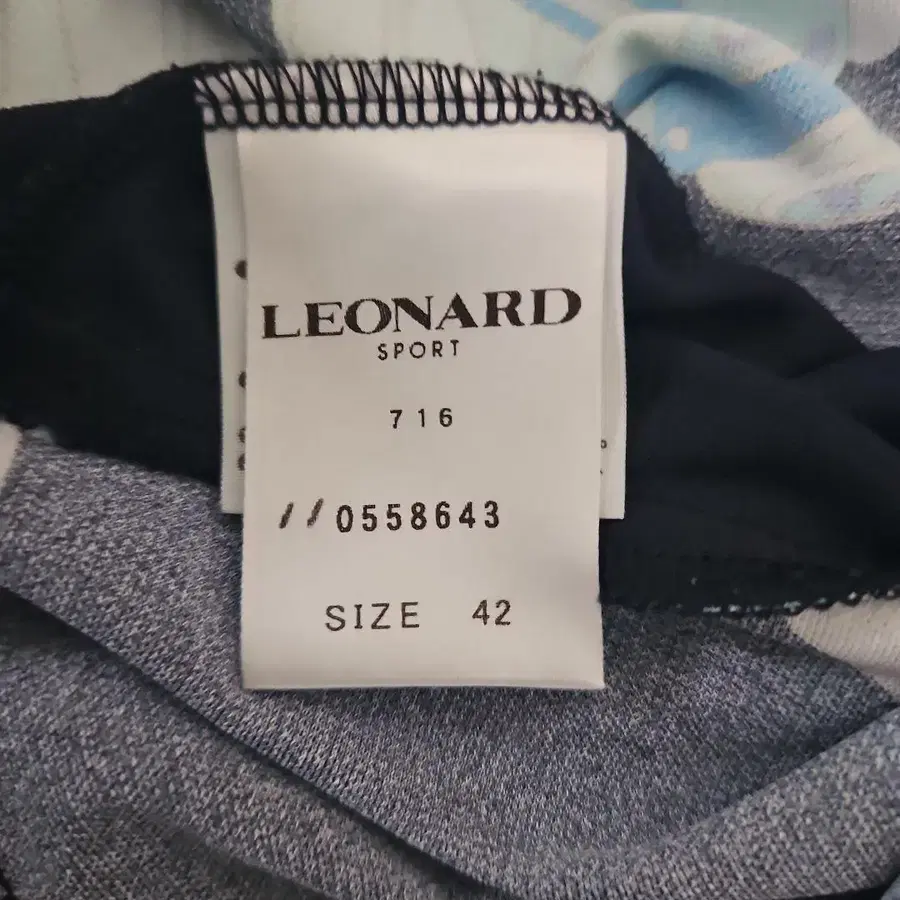 LEONARD
SPORT
716
//0558643
SIZE 42